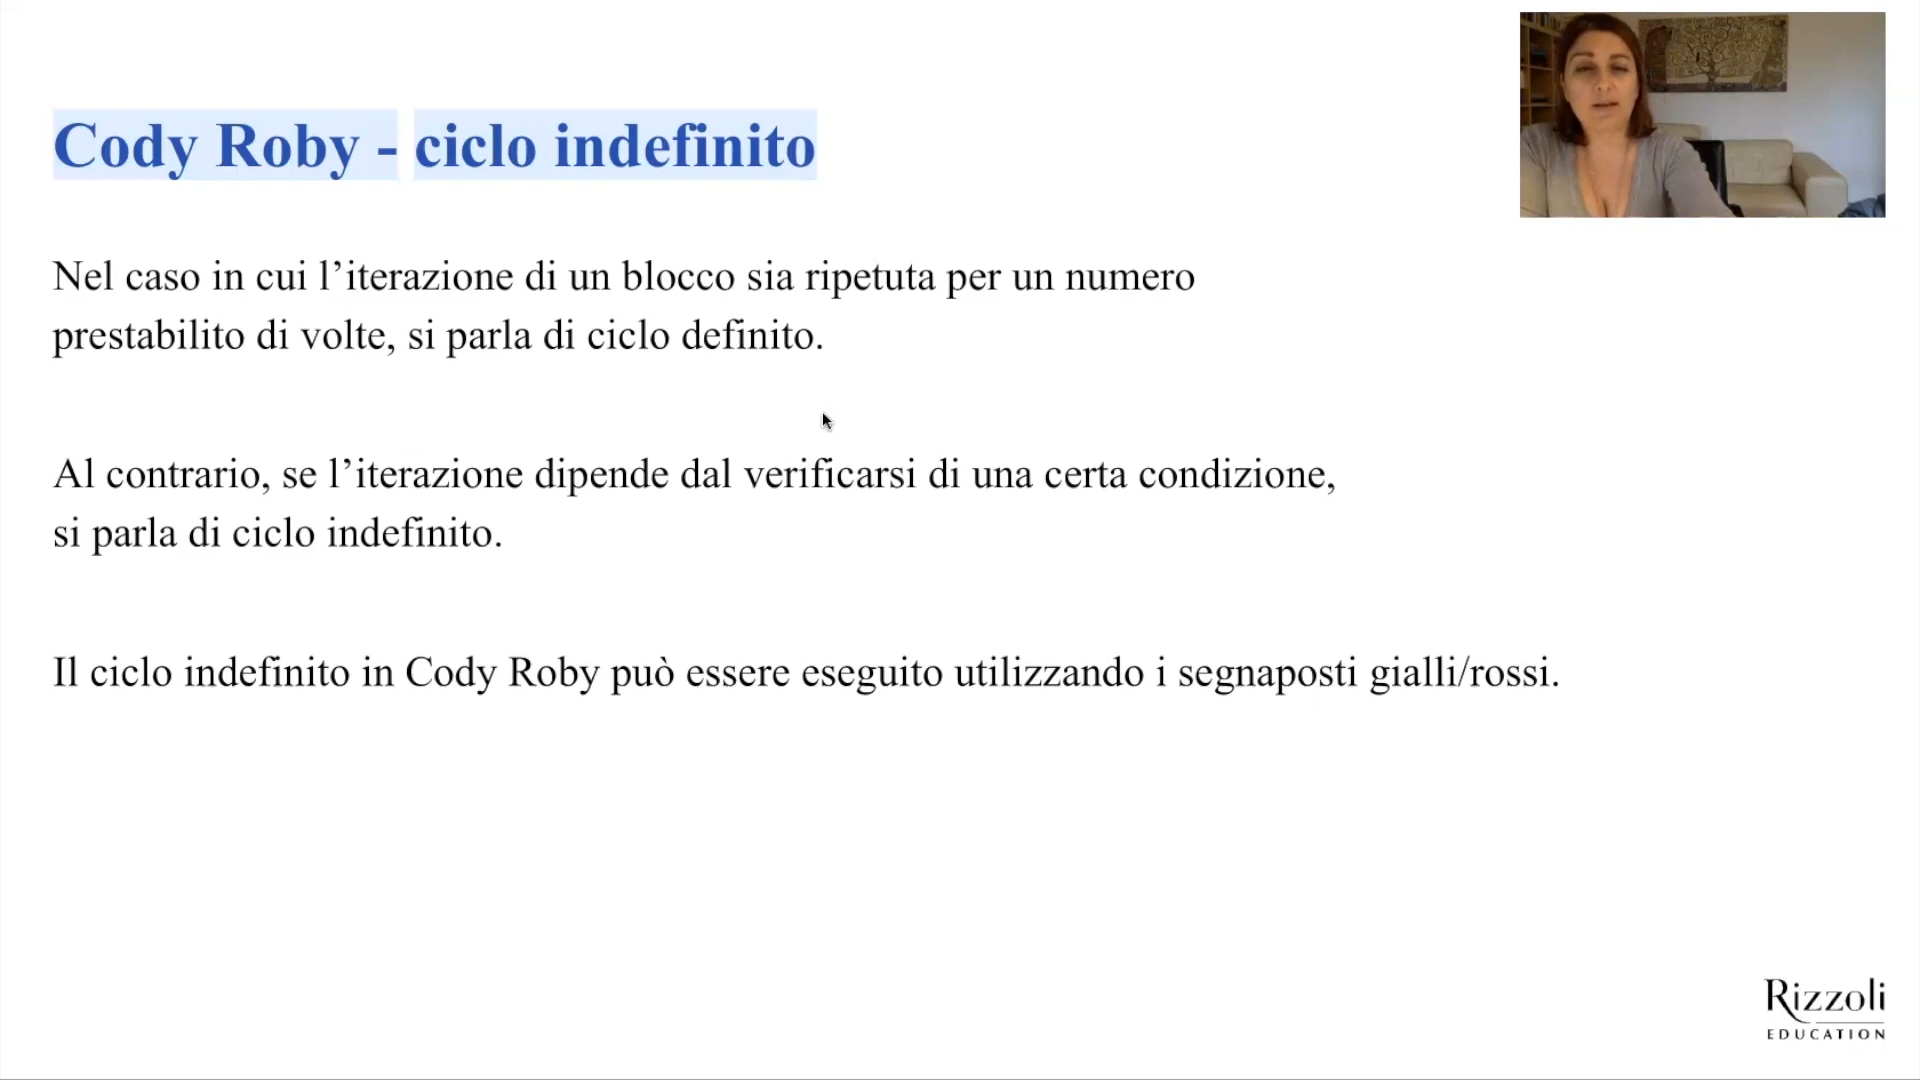 Cody Roby - ciclo indefinito
Nel caso in cui l’iterazione di un blocco sia ripetuta per un numero
prestabilito di volte, si parla di ciclo definito.
Al contrario, se l’iterazione dipende dal verificarsi di una certa condizione,
si parla di ciclo indefinito.
Il ciclo indefinito in Cody Roby può essere eseguito utilizzando i segnaposti gialli/rossi.
Rizzoli
EDUCATION